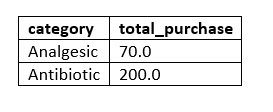 category total_purchase
Analgesic 70.0
Antibiotic 200.0